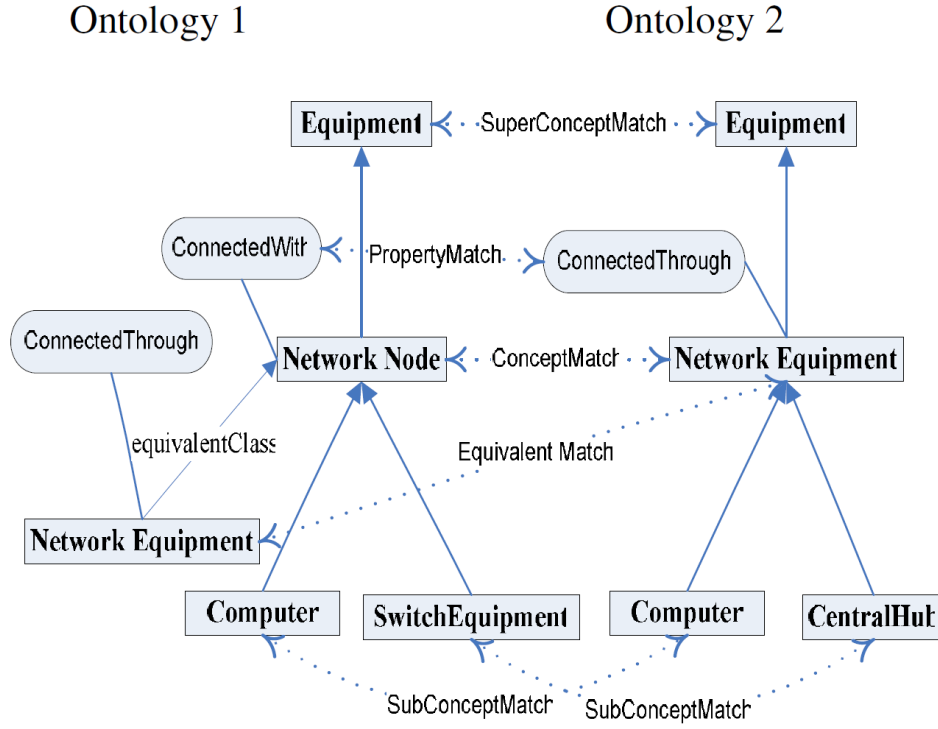 Ontology 1
Ontology 2
Equipment
SuperConceptMatch
Equipment
ConnectedWith
PropertyMatch
ConnectedThrough
ConnectedThrough
Network Node
ConceptMatch
Network Equipment
equivalentClass
Equivalent Match
Network Equipment
Computer
SwitchEquipment
Computer
CentralHub
SubConceptMatch
SubConceptMatch